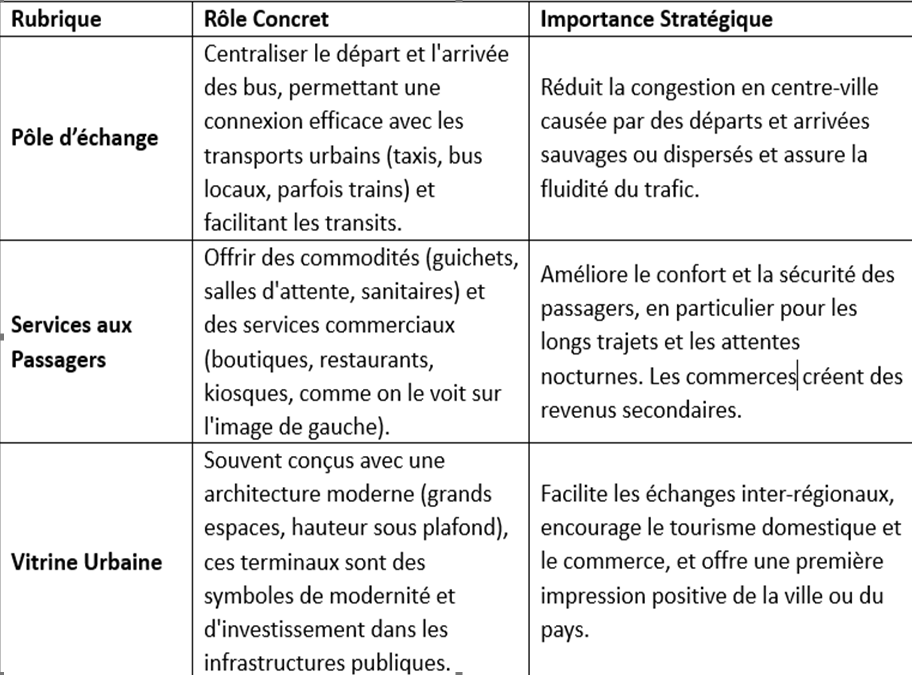 Rubrique
Rôle Concret
Importance Stratégique
Pôle d’échange
Centraliser le départ et l'arrivée
des bus, permettant une
connexion efficace avec les
transports urbains (taxis, bus
locaux, parfois trains) et
facilitant les transits.
Réduit la congestion en centre-ville
causée par des départs et arrivées
sauvages ou dispersés et assure la
fluidité du trafic.
Services aux
Passagers
Offrir des commodités (guichets,
salles d'attente, sanitaires) et
des services commerciaux
(boutiques, restaurants,
kiosques, comme on le voit sur
l'image de gauche).
Améliore le confort et la sécurité des
passagers, en particulier pour les
longs trajets et les attentes
nocturnes. Les commerces créent des
revenus secondaires.
Vitrine Urbaine
Souvent conçus avec une
architecture moderne (grands
espaces, hauteur sous plafond),
ces terminaux sont des
symboles de modernité et
d'investissement dans les
infrastructures publiques.
Facilite les échanges inter-régionaux,
encourage le tourisme domestique et
le commerce, et offre une première
impression positive de la ville ou du
pays.